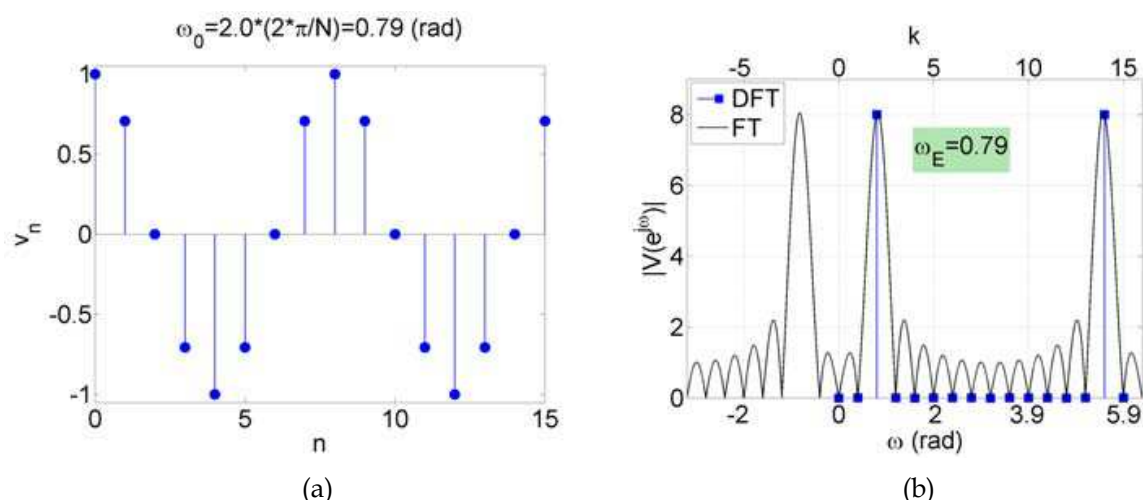 ω₀=2.0*(2*π/N)=0.79 (rad)
1
0.5
0
-0.5
-1
vₙ
0 5 10 15
n
(a)
k
-5 0 5 10 15
DFT
FT
ω_E=0.79
8
6
4
2
0
|V(e^{jω})|
-2 0 2 3.9 5.9
ω (rad)
(b)